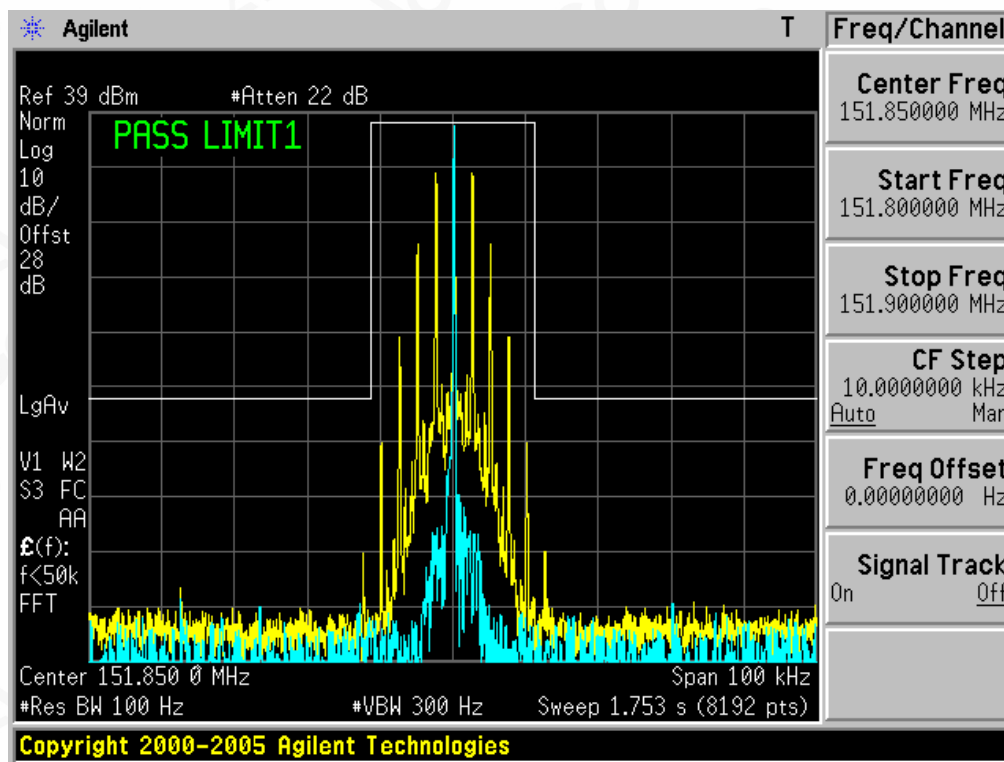 Agilent T
Ref 39 dBm #Atten 22 dB
Norm
Log
10
dB/
Offst
28
dB
PASS LIMIT1
LgAv
V1 W2
S3 FC
AA
£(f):
f<50k
FFT
Center 151.850 0 MHz Span 100 kHz
#Res BW 100 Hz #VBW 300 Hz Sweep 1.753 s (8192 pts)
Copyright 2000-2005 Agilent Technologies
Freq/Channel
Center Freq
151.850000 MHz
Start Freq
151.800000 MHz
Stop Freq
151.900000 MHz
CF Step
10.0000000 kHz
Auto Man
Freq Offset
0.00000000 Hz
Signal Track
On Off